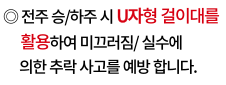 ◎ 전주 승/하주 시 U자형 걸이대를
활용하여 미끄러짐/ 실수에
의한 추락 사고를 예방 합니다.